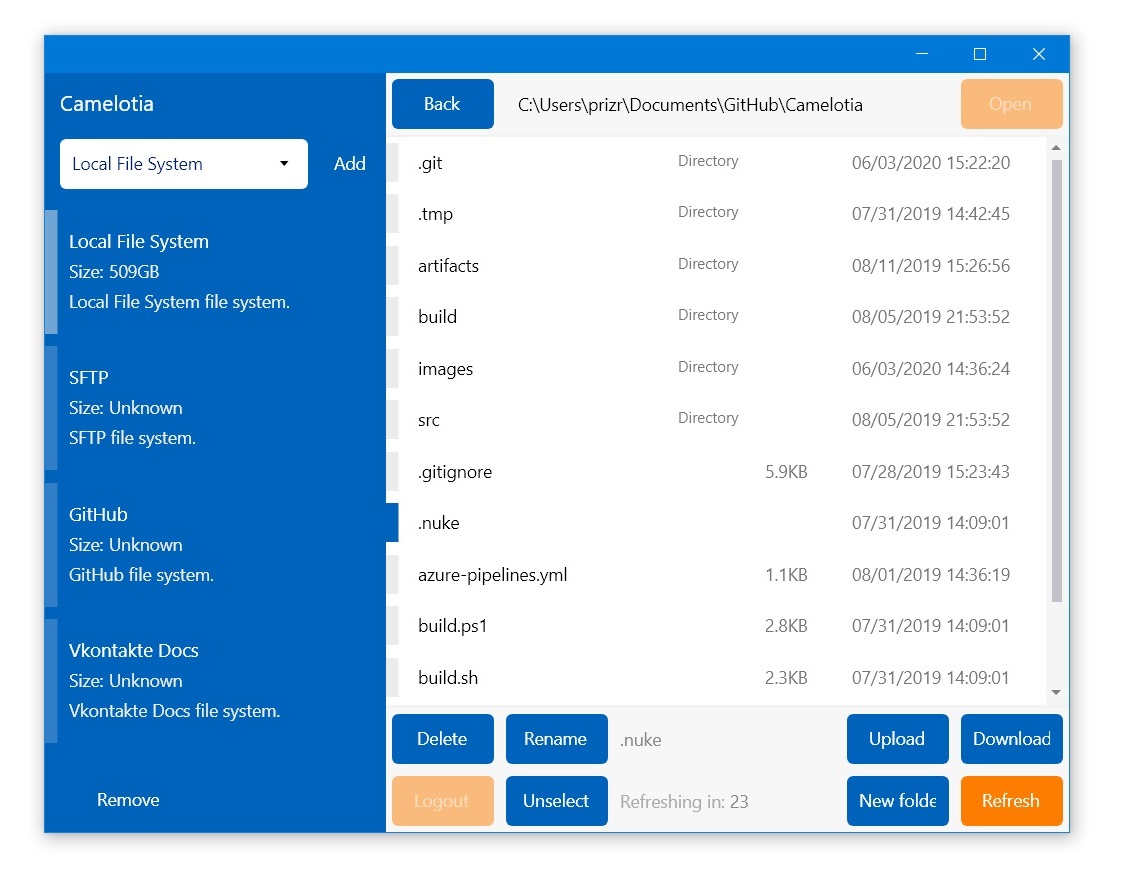 Camelotia
Local File System
Add
Local File System
Size: 509GB
Local File System file system.
SFTP
Size: Unknown
SFTP file system.
GitHub
Size: Unknown
GitHub file system.
Vkontakte Docs
Size: Unknown
Vkontakte Docs file system.
Remove
Back C:\Users\prizr\Documents\GitHub\Camelotia Open
.git Directory 06/03/2020 15:22:20
.tmp Directory 07/31/2019 14:42:45
artifacts Directory 08/11/2019 15:26:56
build Directory 08/05/2019 21:53:52
images Directory 06/03/2020 14:36:24
src Directory 08/05/2019 21:53:52
.gitignore 5.9KB 07/28/2019 15:23:43
.nuke 07/31/2019 14:09:01
azure-pipelines.yml 1.1KB 08/01/2019 14:36:19
build.ps1 2.8KB 07/31/2019 14:09:01
build.sh 2.3KB 07/31/2019 14:09:01
Delete Rename .nuke Upload Download
Logout Unselect Refreshing in: 23 New folde Refresh